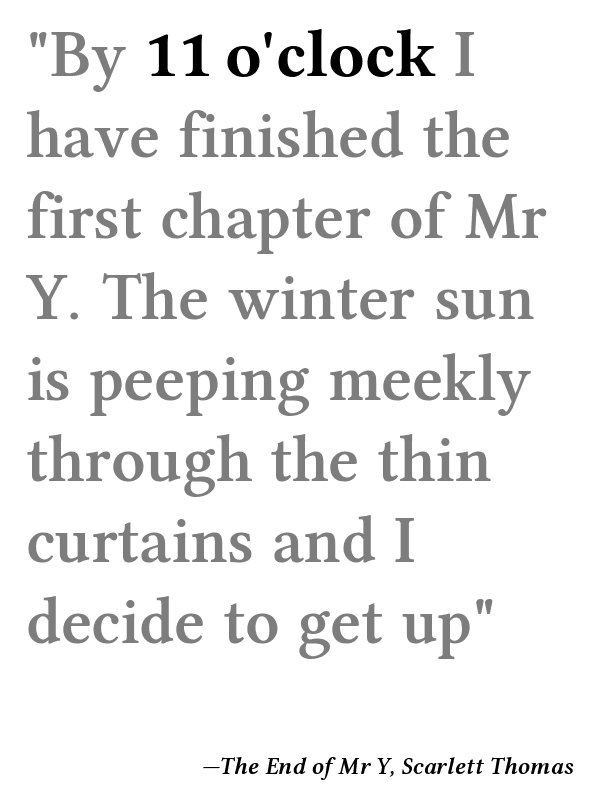 "By 11 o'clock I
have finished the
first chapter of Mr
Y. The winter sun
is peeping meekly
through the thin
curtains and I
decide to get up"
—The End of Mr Y, Scarlett Thomas